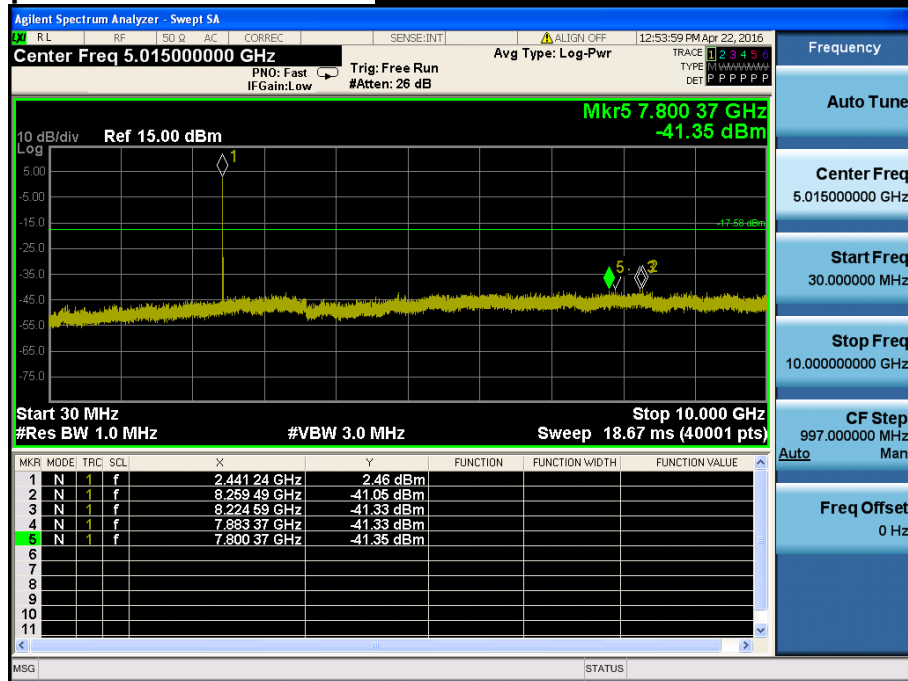 Agilent Spectrum Analyzer - Swept SA
LXI RL RF 50 Ω AC CORREC SENSE:INT ALIGN OFF 12:53:59 PM Apr 22, 2016
Center Freq 5.015000000 GHz
PNO: Fast
IFGain:Low
Trig: Free Run
#Atten: 26 dB
Avg Type: Log-Pwr
TRACE 1 2 3 4 5 6
TYPE M WWWWW
DET P P P P P P
Mkr5 7.800 37 GHz
-41.35 dBm
10 dB/div Ref 15.00 dBm
Log
1
5.00
-5.00
-15.0
-17.58 dBm
-25.0
-35.0
5
3 2
-45.0
-55.0
-65.0
-75.0
Start 30 MHz Stop 10.000 GHz
#Res BW 1.0 MHz #VBW 3.0 MHz Sweep 18.67 ms (40001 pts)
MKR MODE TRC SCL X Y FUNCTION FUNCTION WIDTH FUNCTION VALUE
1 N 1 f 2.441 24 GHz 2.46 dBm
2 N 1 f 8.259 49 GHz -41.05 dBm
3 N 1 f 8.224 59 GHz -41.33 dBm
4 N 1 f 7.883 37 GHz -41.33 dBm
5 N 1 f 7.800 37 GHz -41.35 dBm
6
7
8
9
10
11
MSG STATUS
Frequency
Auto Tune
Center Freq
5.015000000 GHz
Start Freq
30.000000 MHz
Stop Freq
10.000000000 GHz
CF Step
997.000000 MHz
Auto Man
Freq Offset
0 Hz